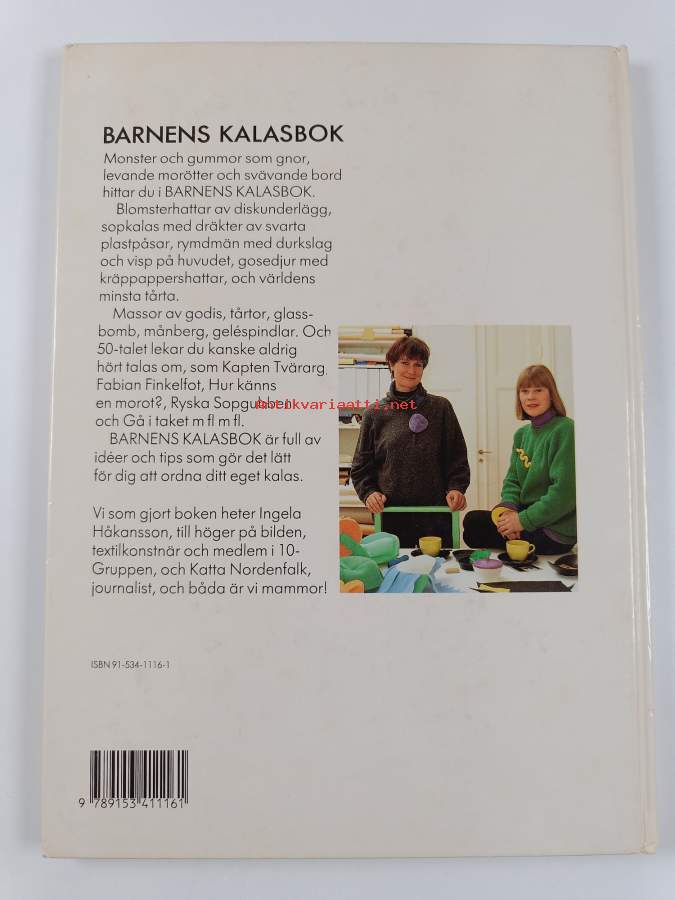 BARNENS KALASBOK
Monster och gummor som gnor,
levande morötter och svävande bord
hittar du i BARNENS KALASBOK.
Blomsterhattar av diskunderlägg,
sopkalas med dräkter av svarta
plastpåsar, rymdmän med durkslag
och visp på huvudet, gosedjur med
kräppappershattar, och världens
minsta tårta.
Massor av godis, tårtor, glass-
bomb, månberg, geléspindlar. Och
50-talet lekar du kanske aldrig
hört talas om, som Kapten Tvärarg,
Fabian Finkelfot, Hur känns
en morot?, Ryska Sopgubben
antikvariaatti.net
och Gå i taket m fl m fl.
BARNENS KALASBOK är full av
idéer och tips som gör det lätt
för dig att ordna ditt eget kalas.
Vi som gjort boken heter Ingela
Håkansson, till höger på bilden,
textilkonstnär och medlem i 10-
Gruppen, och Katta Nordenfalk,
journalist, och båda är vi mammor!
ISBN 91-534-1116-1
9 789153 411161